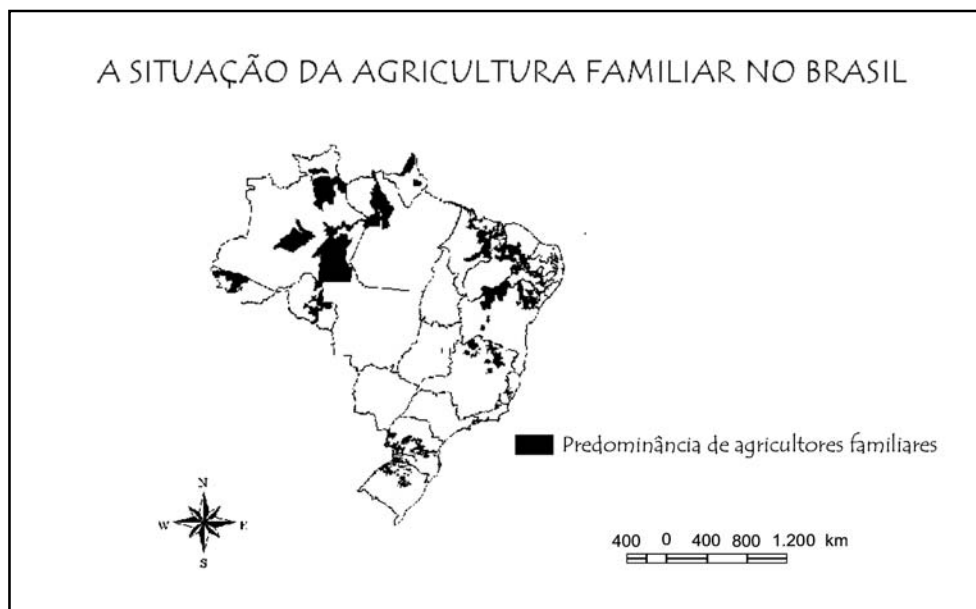 A SITUAÇÃO DA AGRICULTURA FAMILIAR NO BRASIL
Predominância de agricultores familiares
N
W E
S
400 0 400 800 1.200 km